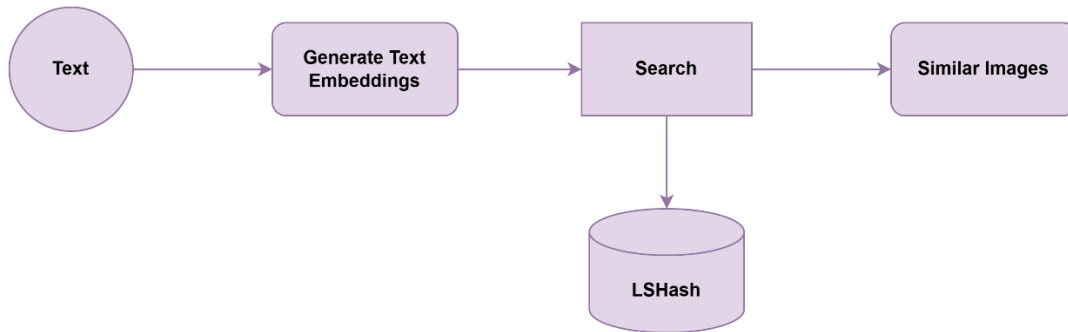 Text
Generate Text
Embeddings
Search
Similar Images
LSHash